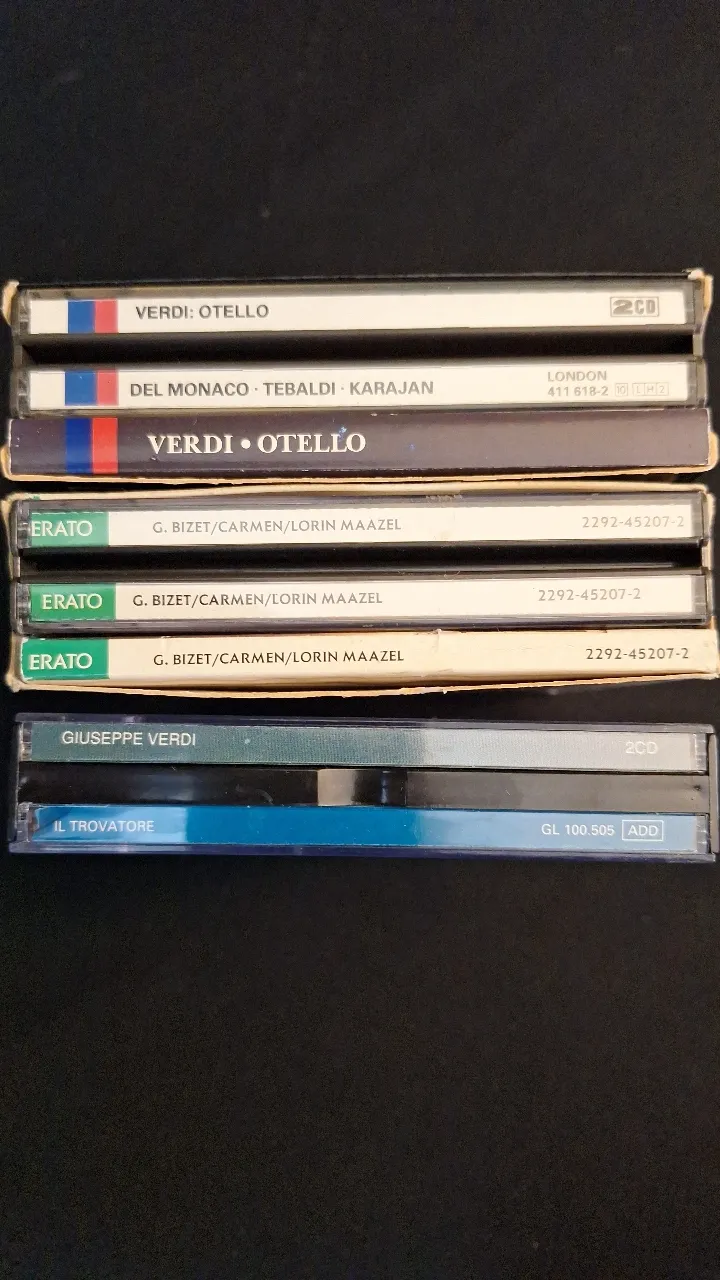 VERDI: OTELLO 2CD
DEL MONACO · TEBALDI · KARAJAN LONDON
411 618-2 10 L H 2
VERDI • OTELLO
ERATO G. BIZET/CARMEN/LORIN MAAZEL 2292-45207-2
ERATO G. BIZET/CARMEN/LORIN MAAZEL 2292-45207-2
ERATO G. BIZET/CARMEN/LORIN MAAZEL 2292-45207-2
GIUSEPPE VERDI 2CD
IL TROVATORE GL 100.505 ADD